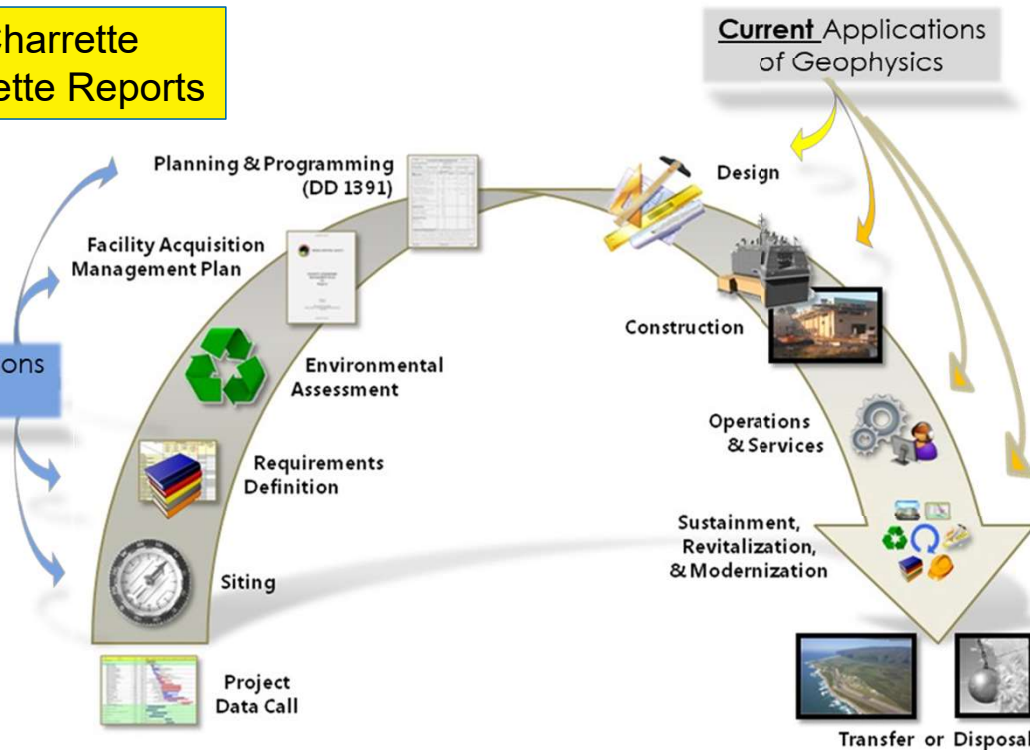 Charrette
ette Reports
Current Applications
of Geophysics
Planning & Programming
(DD 1391)
Design
Facility Acquisition
Management Plan
Construction
ons
Environmental
Assessment
Operations
& Services
Requirements
Definition
Sustainment,
Revitalization,
& Modernization
Siting
Project
Data Call
Transfer or Disposal